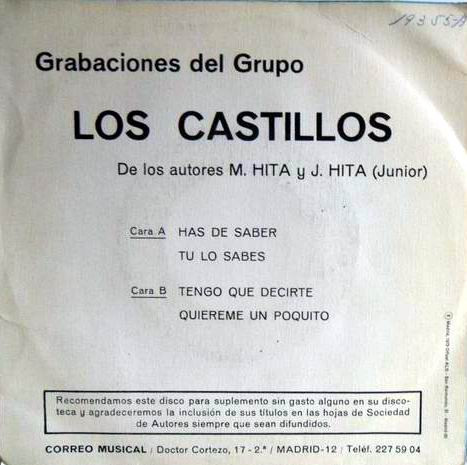 19355A
Grabaciones del Grupo
LOS CASTILLOS
De los autores M. HITA y J. HITA (Junior)
Cara A HAS DE SABER
TU LO SABES
Cara B TENGO QUE DECIRTE
QUIEREME UN POQUITO
Recomendamos este disco para suplemento sin gasto alguno en su disco-
teca y agradeceremos la inclusión de sus títulos en las hojas de Sociedad
de Autores siempre que sean difundidos.
CORREO MUSICAL / Doctor Cortezo, 17 - 2.ª / MADRID-12 / Teléf. 227 59 04